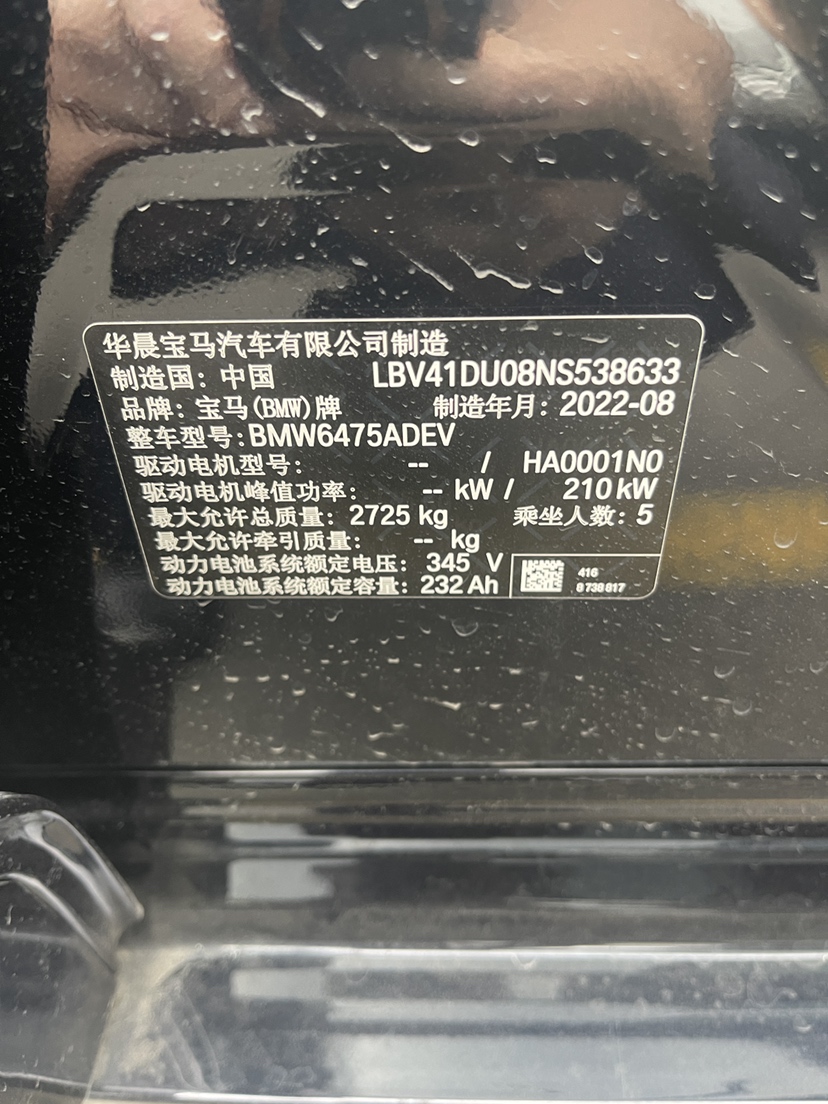 华晨宝马汽车有限公司制造
制造国：中国 LBV41DU08NS538633
品牌：宝马(BMW)牌 制造年月：2022-08
整车型号:BMW6475ADEV
驱动电机型号： -- / HA0001N0
驱动电机峰值功率： -- kW / 210 kW
最大允许总质量：2725 kg 乘坐人数：5
最大允许牵引质量： -- kg
动力电池系统额定电压：345 V
动力电池系统额定容量：232 Ah
416
8 738 817